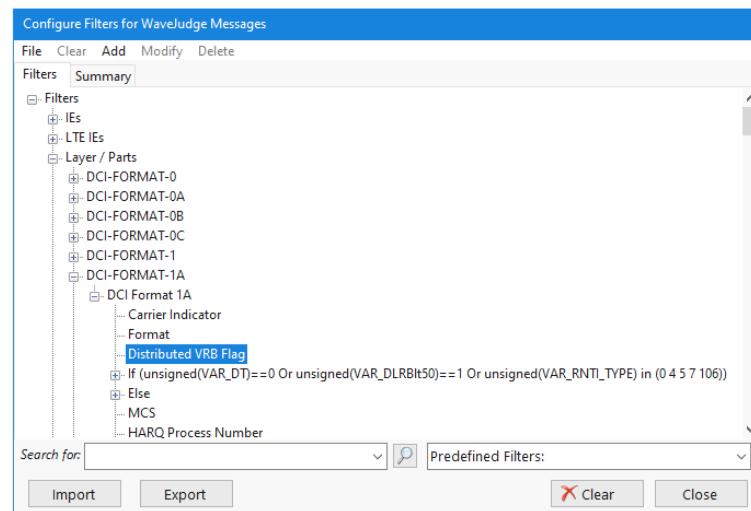 Configure Filters for WaveJudge Messages
File Clear Add Modify Delete
Filters Summary
Filters
IEs
LTE IEs
Layer / Parts
DCI-FORMAT-0
DCI-FORMAT-0A
DCI-FORMAT-0B
DCI-FORMAT-0C
DCI-FORMAT-1
DCI-FORMAT-1A
DCI Format 1A
Carrier Indicator
Format
Distributed VRB Flag
If (unsigned(VAR_DT)==0 Or unsigned(VAR_DLRBlt50)==1 Or unsigned(VAR_RNTI_TYPE) in (0 4 5 7 106))
Else
MCS
HARQ Process Number
Search for: Predefined Filters:
Import Export Clear Close